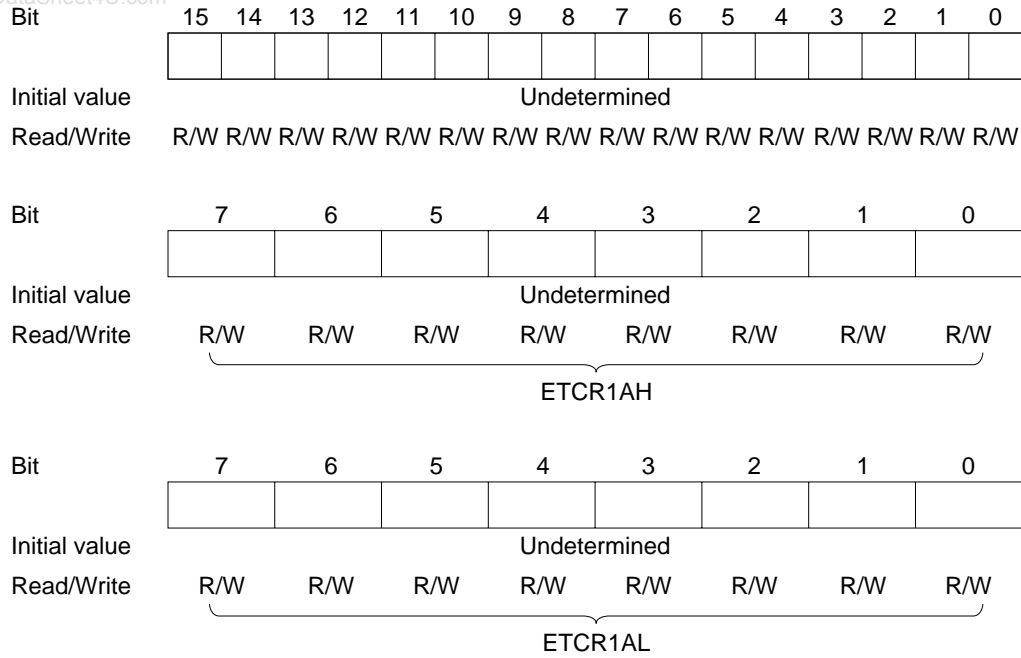 DataSheet4U.com
Bit 15 14 13 12 11 10 9 8 7 6 5 4 3 2 1 0
Initial value Undetermined
Read/Write R/W R/W R/W R/W R/W R/W R/W R/W R/W R/W R/W R/W R/W R/W R/W R/W
Bit 7 6 5 4 3 2 1 0
Initial value Undetermined
Read/Write R/W R/W R/W R/W R/W R/W R/W R/W
ETCR1AH
Bit 7 6 5 4 3 2 1 0
Initial value Undetermined
Read/Write R/W R/W R/W R/W R/W R/W R/W R/W
ETCR1AL